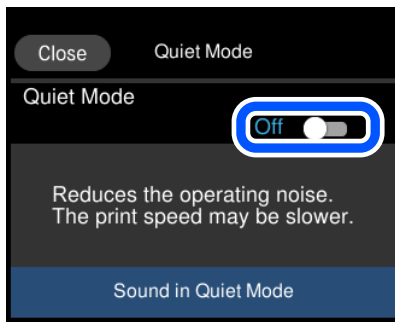 Close Quiet Mode
Quiet Mode
Off
Reduces the operating noise.
The print speed may be slower.
Sound in Quiet Mode